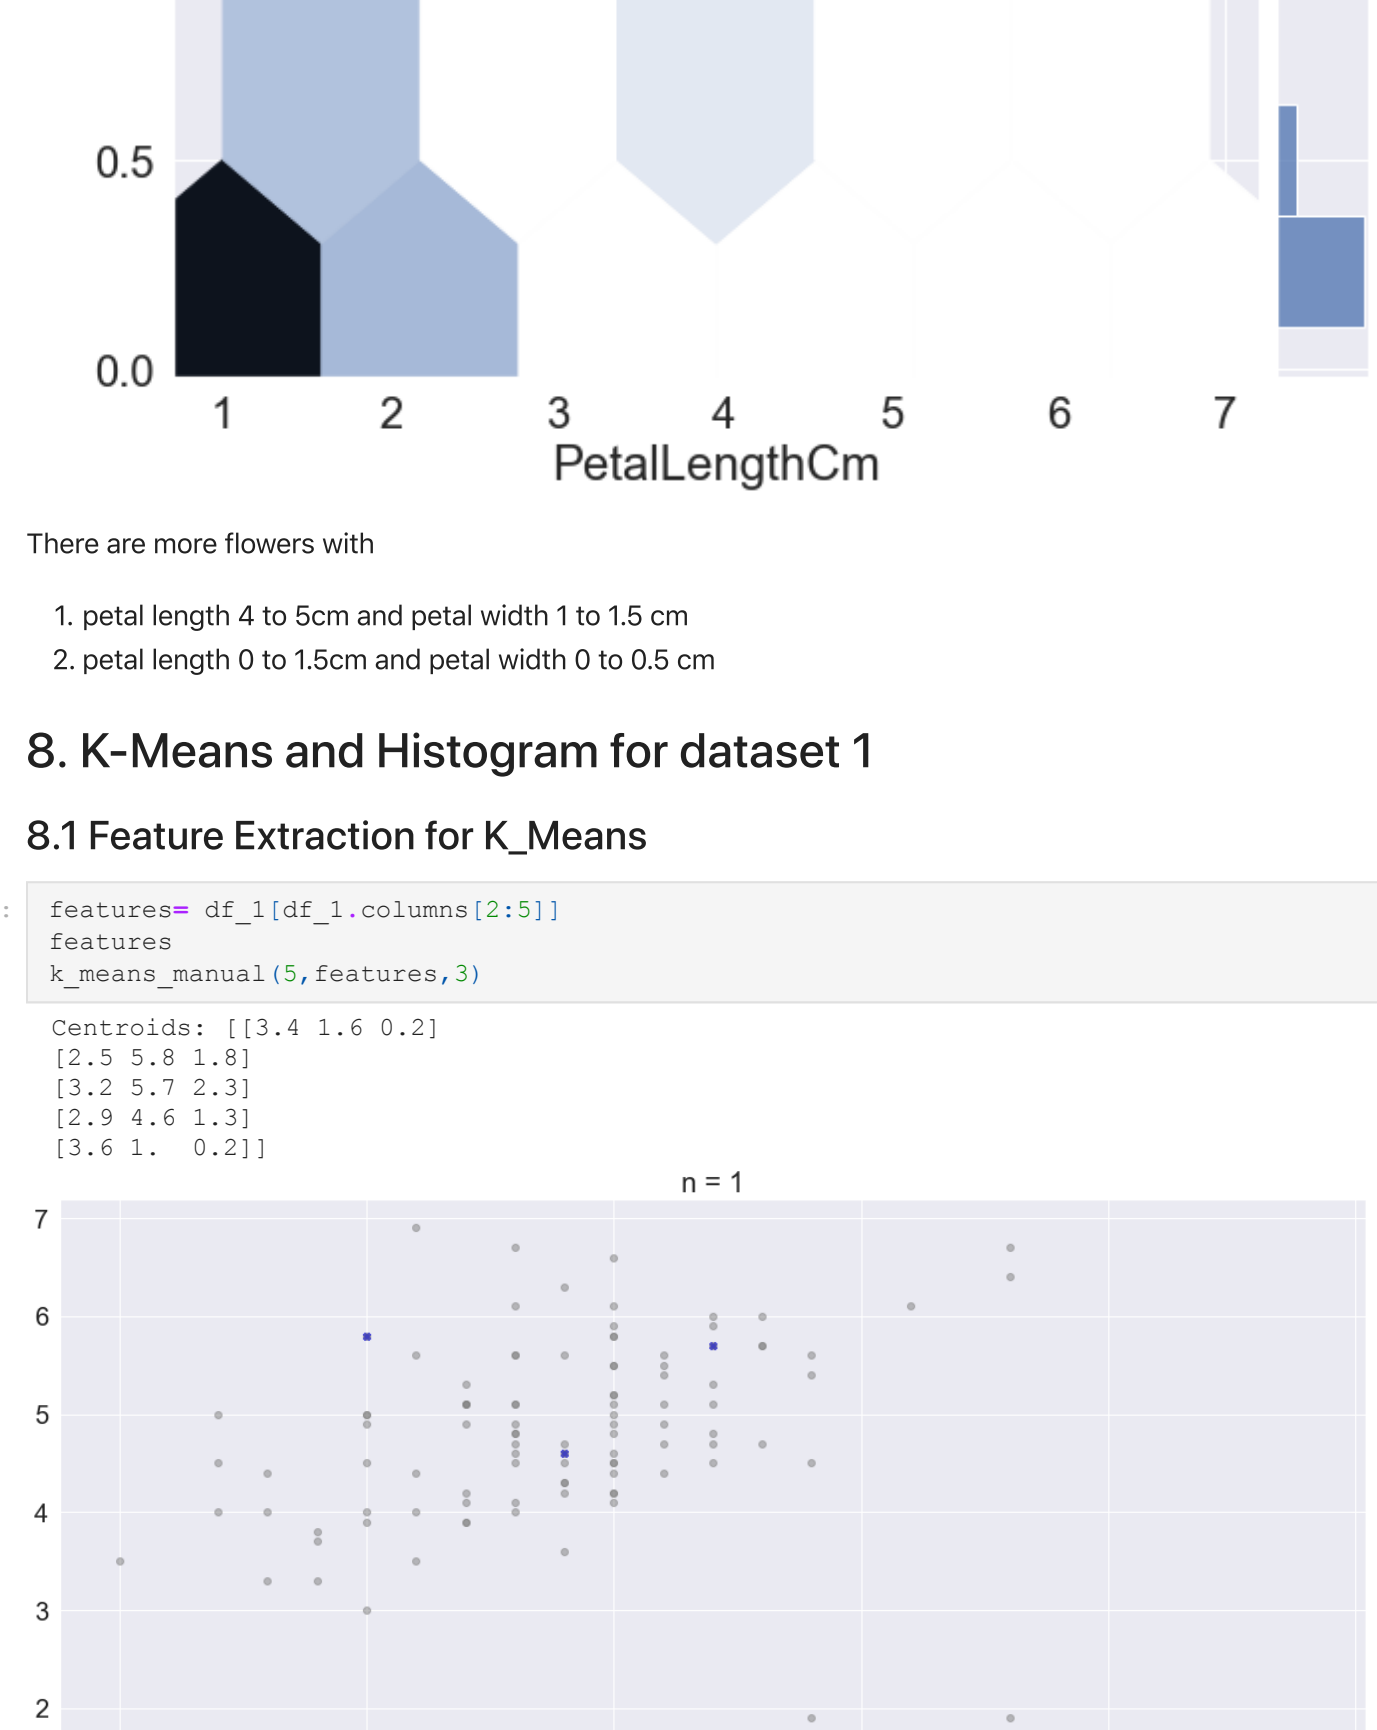 0.5
0.0
1 2 3 4 5 6 7
PetalLengthCm
There are more flowers with
1. petal length 4 to 5cm and petal width 1 to 1.5 cm
2. petal length 0 to 1.5cm and petal width 0 to 0.5 cm
8. K-Means and Histogram for dataset 1
8.1 Feature Extraction for K_Means
: features= df_1[df_1.columns[2:5]]
features
k_means_manual(5,features,3)
Centroids: [[3.4 1.6 0.2]
[2.5 5.8 1.8]
[3.2 5.7 2.3]
[2.9 4.6 1.3]
[3.6 1.  0.2]]
n = 1
7
6
5
4
3
2